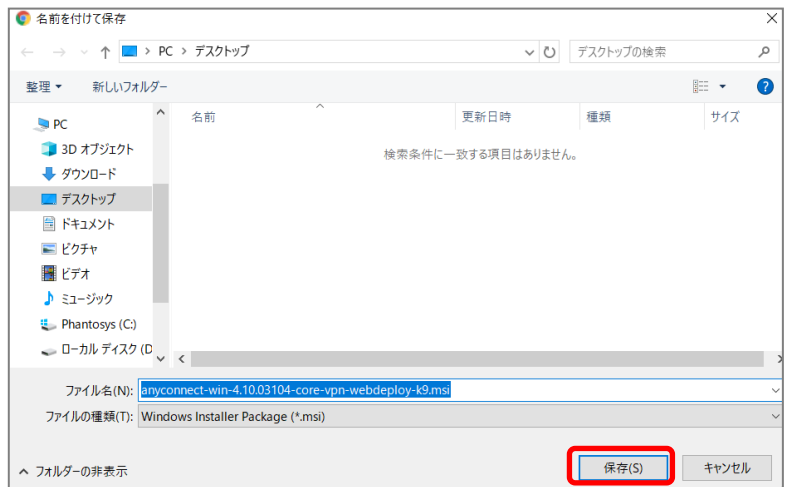 名前を付けて保存
PC > デスクトップ
デスクトップの検索
整理 新しいフォルダー
名前 更新日時 種類 サイズ
検索条件に一致する項目はありません。
PC
3D オブジェクト
ダウンロード
デスクトップ
ドキュメント
ピクチャ
ビデオ
ミュージック
Phantosys (C:)
ローカル ディスク (D
ファイル名(N): anyconnect-win-4.10.03104-core-vpn-webdeploy-k9.msi
ファイルの種類(T): Windows Installer Package (*.msi)
フォルダーの非表示
保存(S) キャンセル